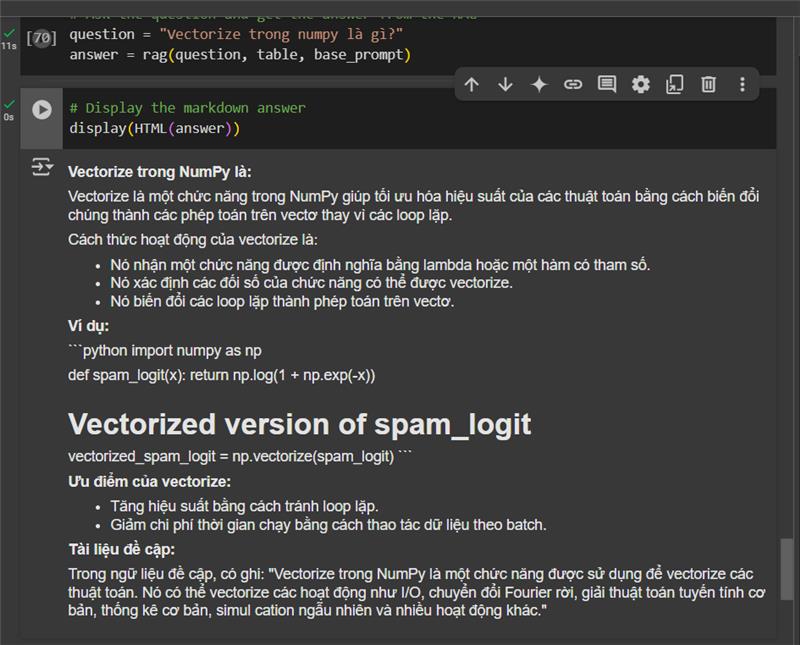 # Ask the question and get the answer from the RAG
[70]
11s
question = "Vectorize trong numpy là gì?"
answer = rag(question, table, base_prompt)
0s
# Display the markdown answer
display(HTML(answer))
Vectorize trong NumPy là:
Vectorize là một chức năng trong NumPy giúp tối ưu hóa hiệu suất của các thuật toán bằng cách biến đổi
chúng thành các phép toán trên vectơ thay vì các loop lặp.
Cách thức hoạt động của vectorize là:
• Nó nhận một chức năng được định nghĩa bằng lambda hoặc một hàm có tham số.
• Nó xác định các đối số của chức năng có thể được vectorize.
• Nó biến đổi các loop lặp thành phép toán trên vectơ.
Ví dụ:
```python import numpy as np
def spam_logit(x): return np.log(1 + np.exp(-x))
Vectorized version of spam_logit
vectorized_spam_logit = np.vectorize(spam_logit) ```
Ưu điểm của vectorize:
• Tăng hiệu suất bằng cách tránh loop lặp.
• Giảm chi phí thời gian chạy bằng cách thao tác dữ liệu theo batch.
Tài liệu đề cập:
Trong ngữ liệu đề cập, có ghi: "Vectorize trong NumPy là một chức năng được sử dụng để vectorize các
thuật toán. Nó có thể vectorize các hoạt động như I/O, chuyển đổi Fourier rời, giải thuật toán tuyến tính cơ
bản, thống kê cơ bản, simul cation ngẫu nhiên và nhiều hoạt động khác."